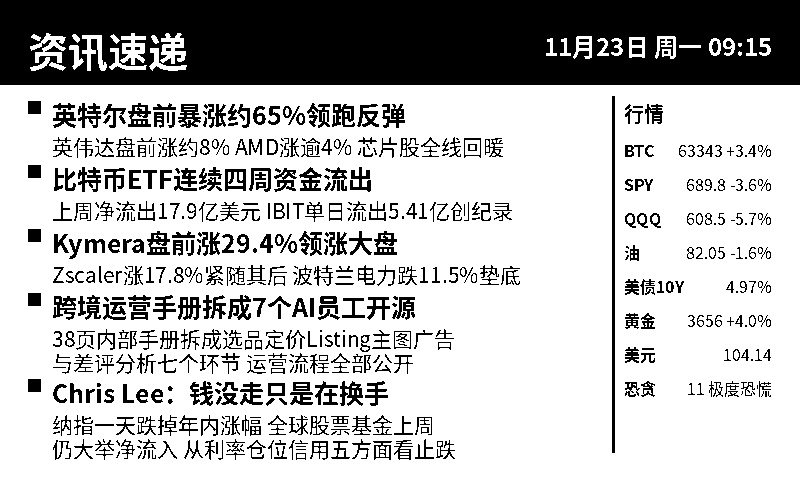 资讯速递
11月23日 周一 09:15
英特尔盘前暴涨约65%领跑反弹
英伟达盘前涨约8% AMD涨逾4% 芯片股全线回暖
比特币ETF连续四周资金流出
上周净流出17.9亿美元 IBIT单日流出5.41亿创纪录
Kymera盘前涨29.4%领涨大盘
Zscaler涨17.8%紧随其后 波特兰电力跌11.5%垫底
跨境运营手册拆成7个AI员工开源
38页内部手册拆成选品定价Listing主图广告
与差评分析七个环节 运营流程全部公开
Chris Lee：钱没走只是在换手
纳指一天跌掉年内涨幅 全球股票基金上周
仍大举净流入 从利率仓位信用五方面看止跌
行情
BTC 63343 +3.4%
SPY 689.8 -3.6%
QQQ 608.5 -5.7%
油 82.05 -1.6%
美债10Y 4.97%
黄金 3656 +4.0%
美元 104.14
恐贪 11 极度恐慌